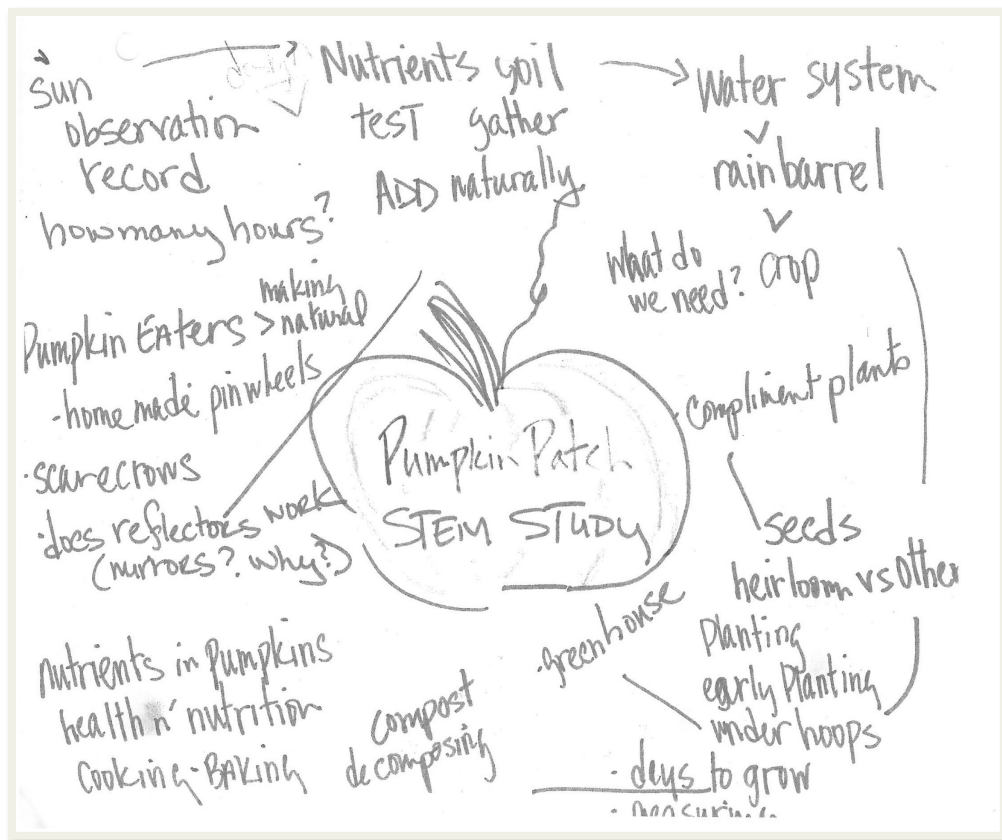 Sun
observation
record
how many hours?
Nutrients soil
test gather
ADD naturally
Water system
rainbarrel
What do
we need?
crop
Pumpkin Eaters > making
natural
- homemade pinwheels
• scarecrows
• does reflectors work
(mirrors? why?)
Pumpkin Patch
STEM STUDY
• compliment plants
seeds
heirloom vs Other
Planting
early Planting
under hoops
• greenhouse
• days to grow
• measuring
compost
decomposing
Nutrients in Pumpkins
health n' nutrition
Cooking - BAKING